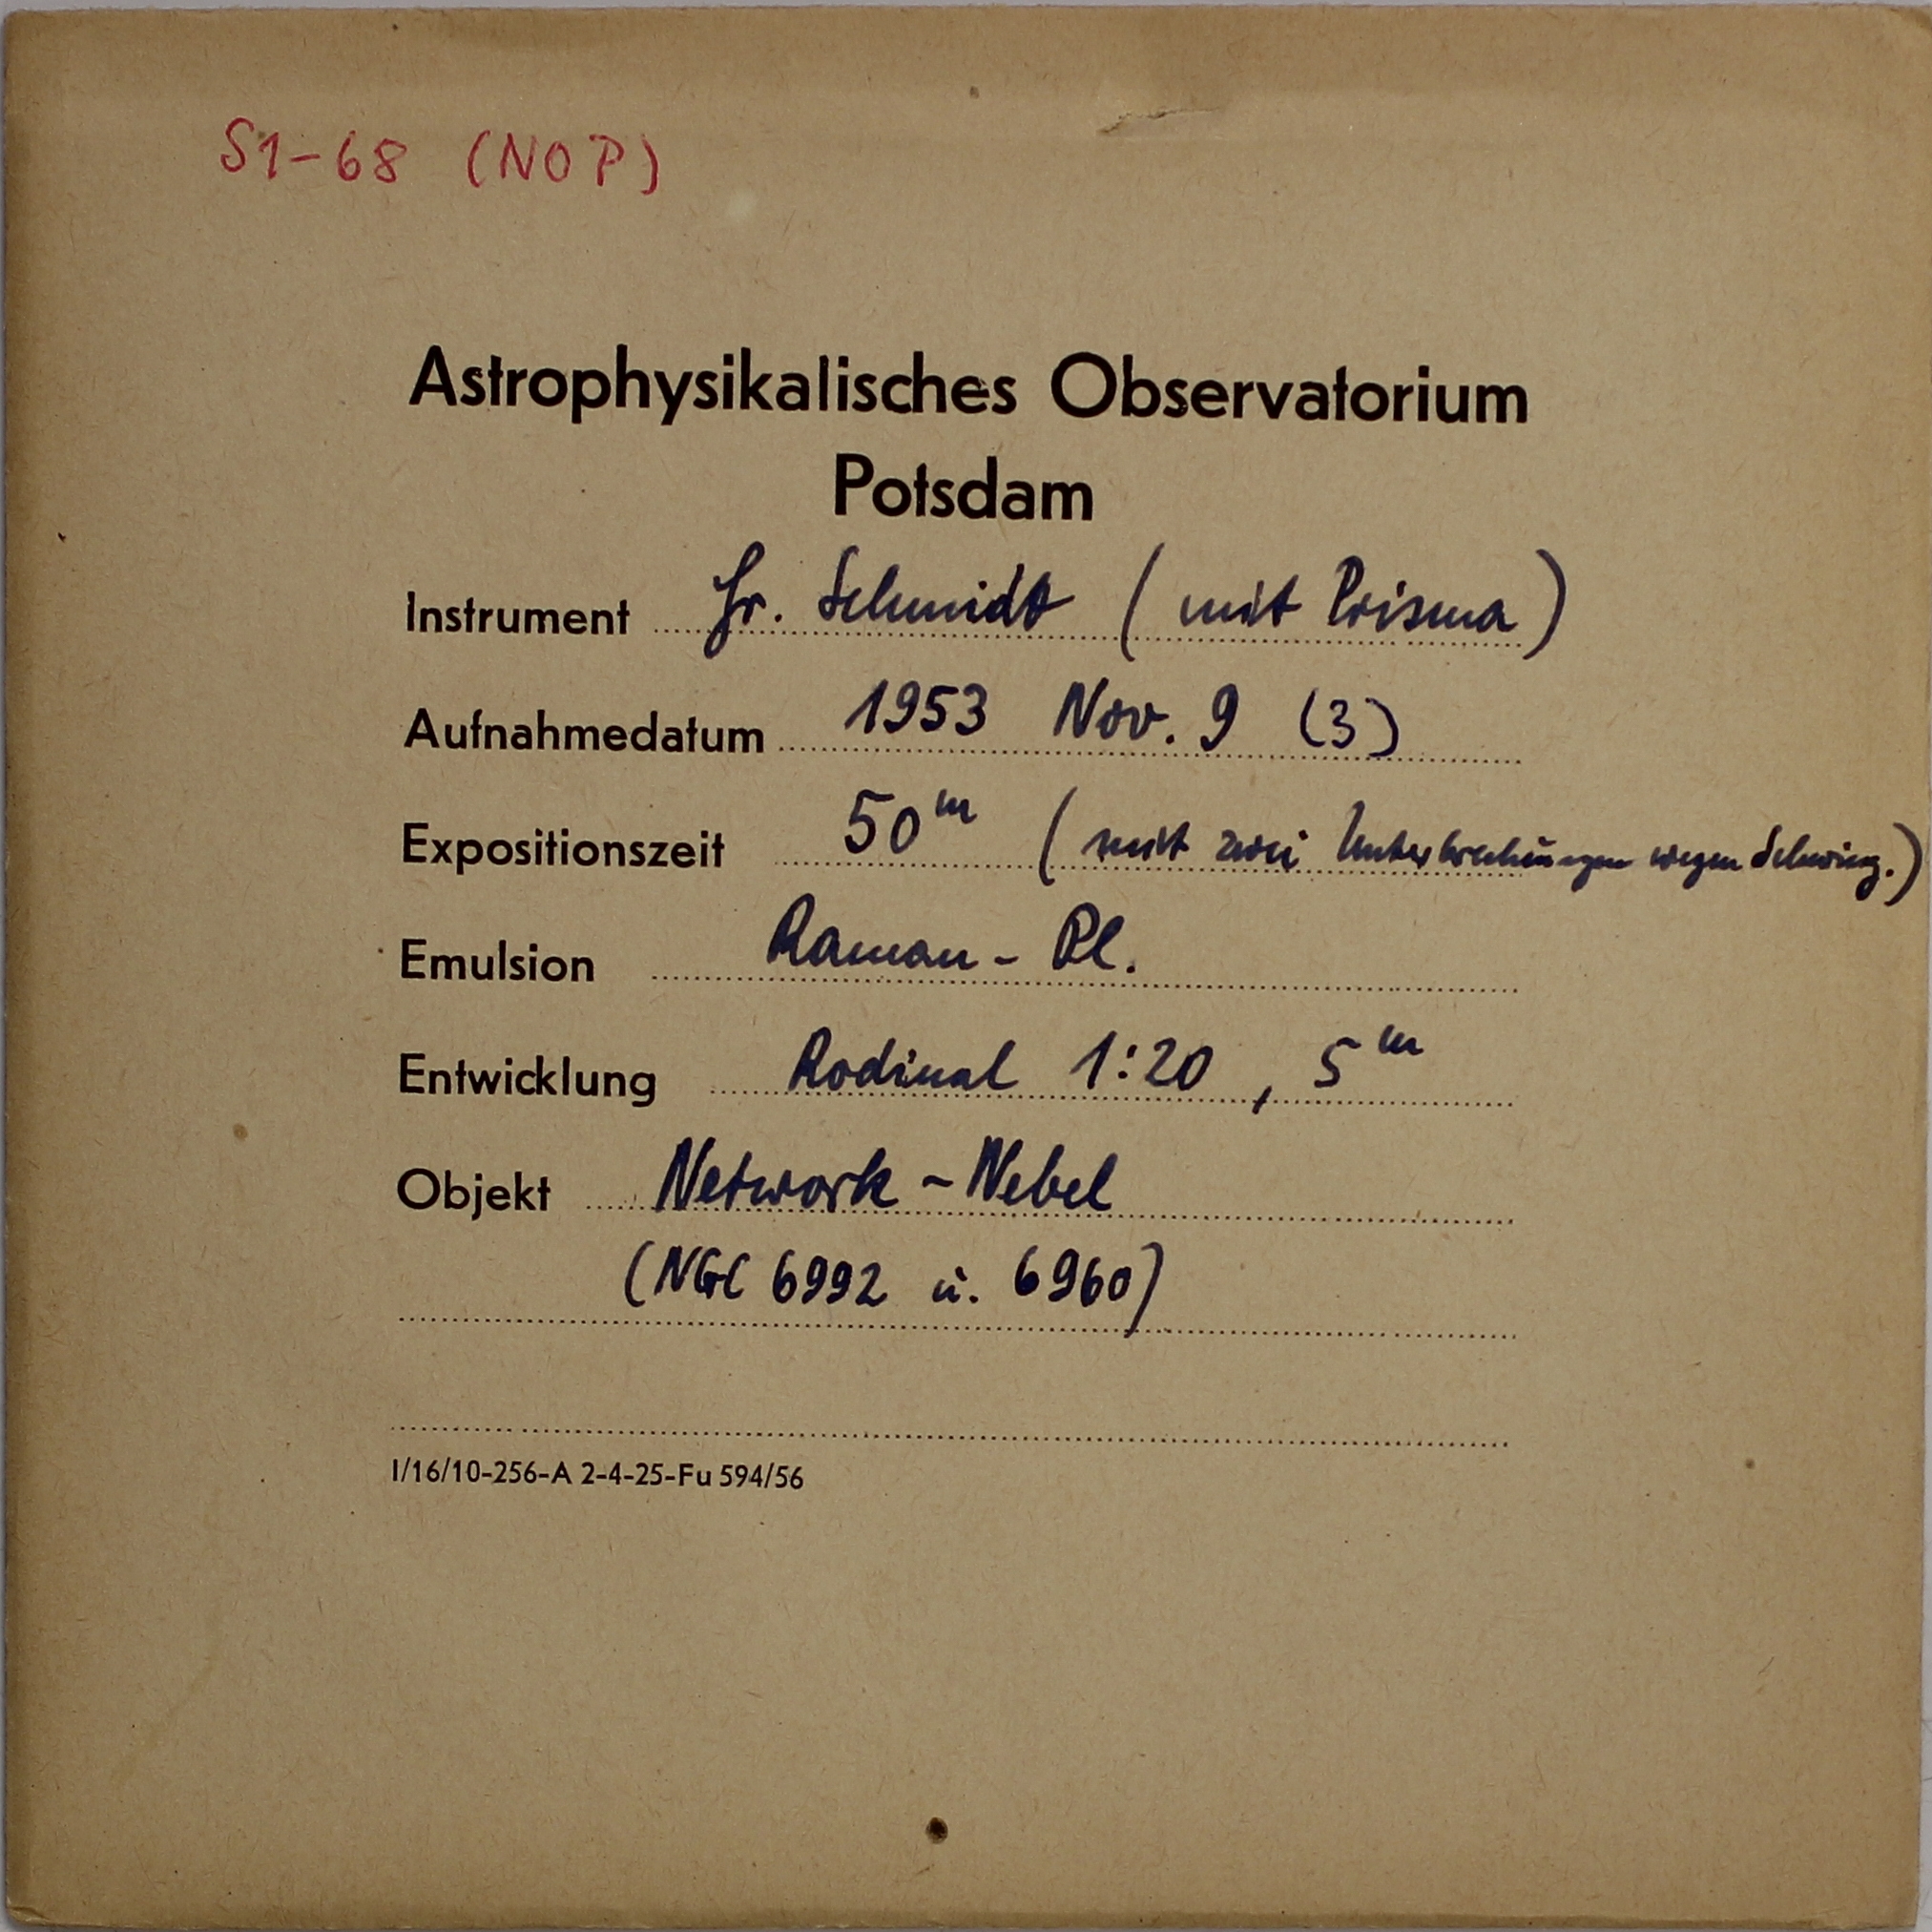 S1-68 (NOP)
Astrophysikalisches Observatorium
Potsdam
Instrument Gr. Schmidt (mit Prisma)
Aufnahmedatum 1953 Nov. 9 (3)
Expositionszeit 50m (mit zwei Unterbrechungen wegen Schwing.)
Emulsion Raman-Pl.
Entwicklung Rodinal 1:20, 5m
Objekt Network-Nebel
(NGC 6992 u. 6960)
I/16/10-256-A 2-4-25-Fu 594/56